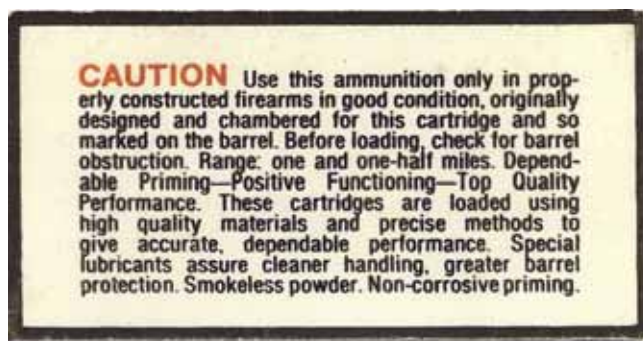 CAUTION Use this ammunition only in prop-
erly constructed firearms in good condition, originally
designed and chambered for this cartridge and so
marked on the barrel. Before loading, check for barrel
obstruction. Range: one and one-half miles. Depend-
able Priming—Positive Functioning—Top Quality
Performance. These cartridges are loaded using
high quality materials and precise methods to
give accurate, dependable performance. Special
lubricants assure cleaner handling, greater barrel
protection. Smokeless powder. Non-corrosive priming.